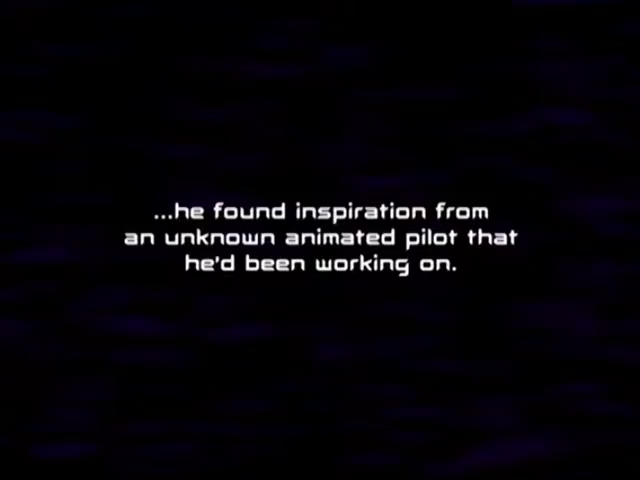 ...he found inspiration from
an unknown animated pilot that
he'd been working on.